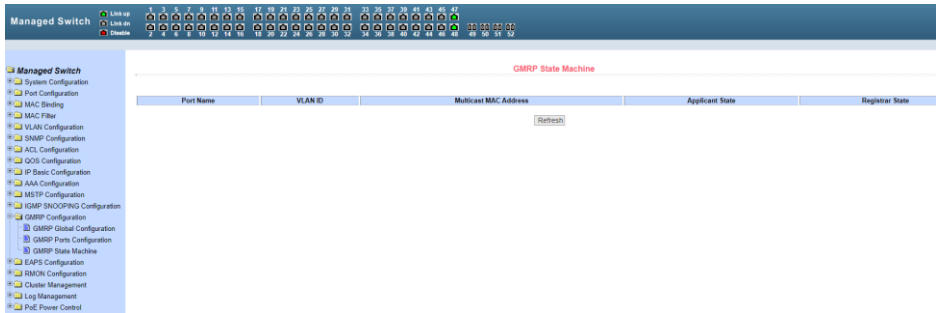 Managed Switch
Link up
Link dn
Disable
1 3 5 7 9 11 13 15 17 19 21 23 25 27 29 31 33 35 37 39 41 43 45 47
2 4 6 8 10 12 14 16 18 20 22 24 26 28 30 32 34 36 38 40 42 44 46 48 49 50 51 52
Managed Switch
System Configuration
Port Configuration
MAC Binding
MAC Filter
VLAN Configuration
SNMP Configuration
ACL Configuration
QOS Configuration
IP Basic Configuration
AAA Configuration
MSTP Configuration
IGMP SNOOPING Configuration
GMRP Configuration
GMRP Global Configuration
GMRP Ports Configuration
GMRP State Machine
EAPS Configuration
RMON Configuration
Cluster Management
Log Management
PoE Power Control
GMRP State Machine
Port Name VLAN ID Multicast MAC Address Applicant State Registrar State
Refresh